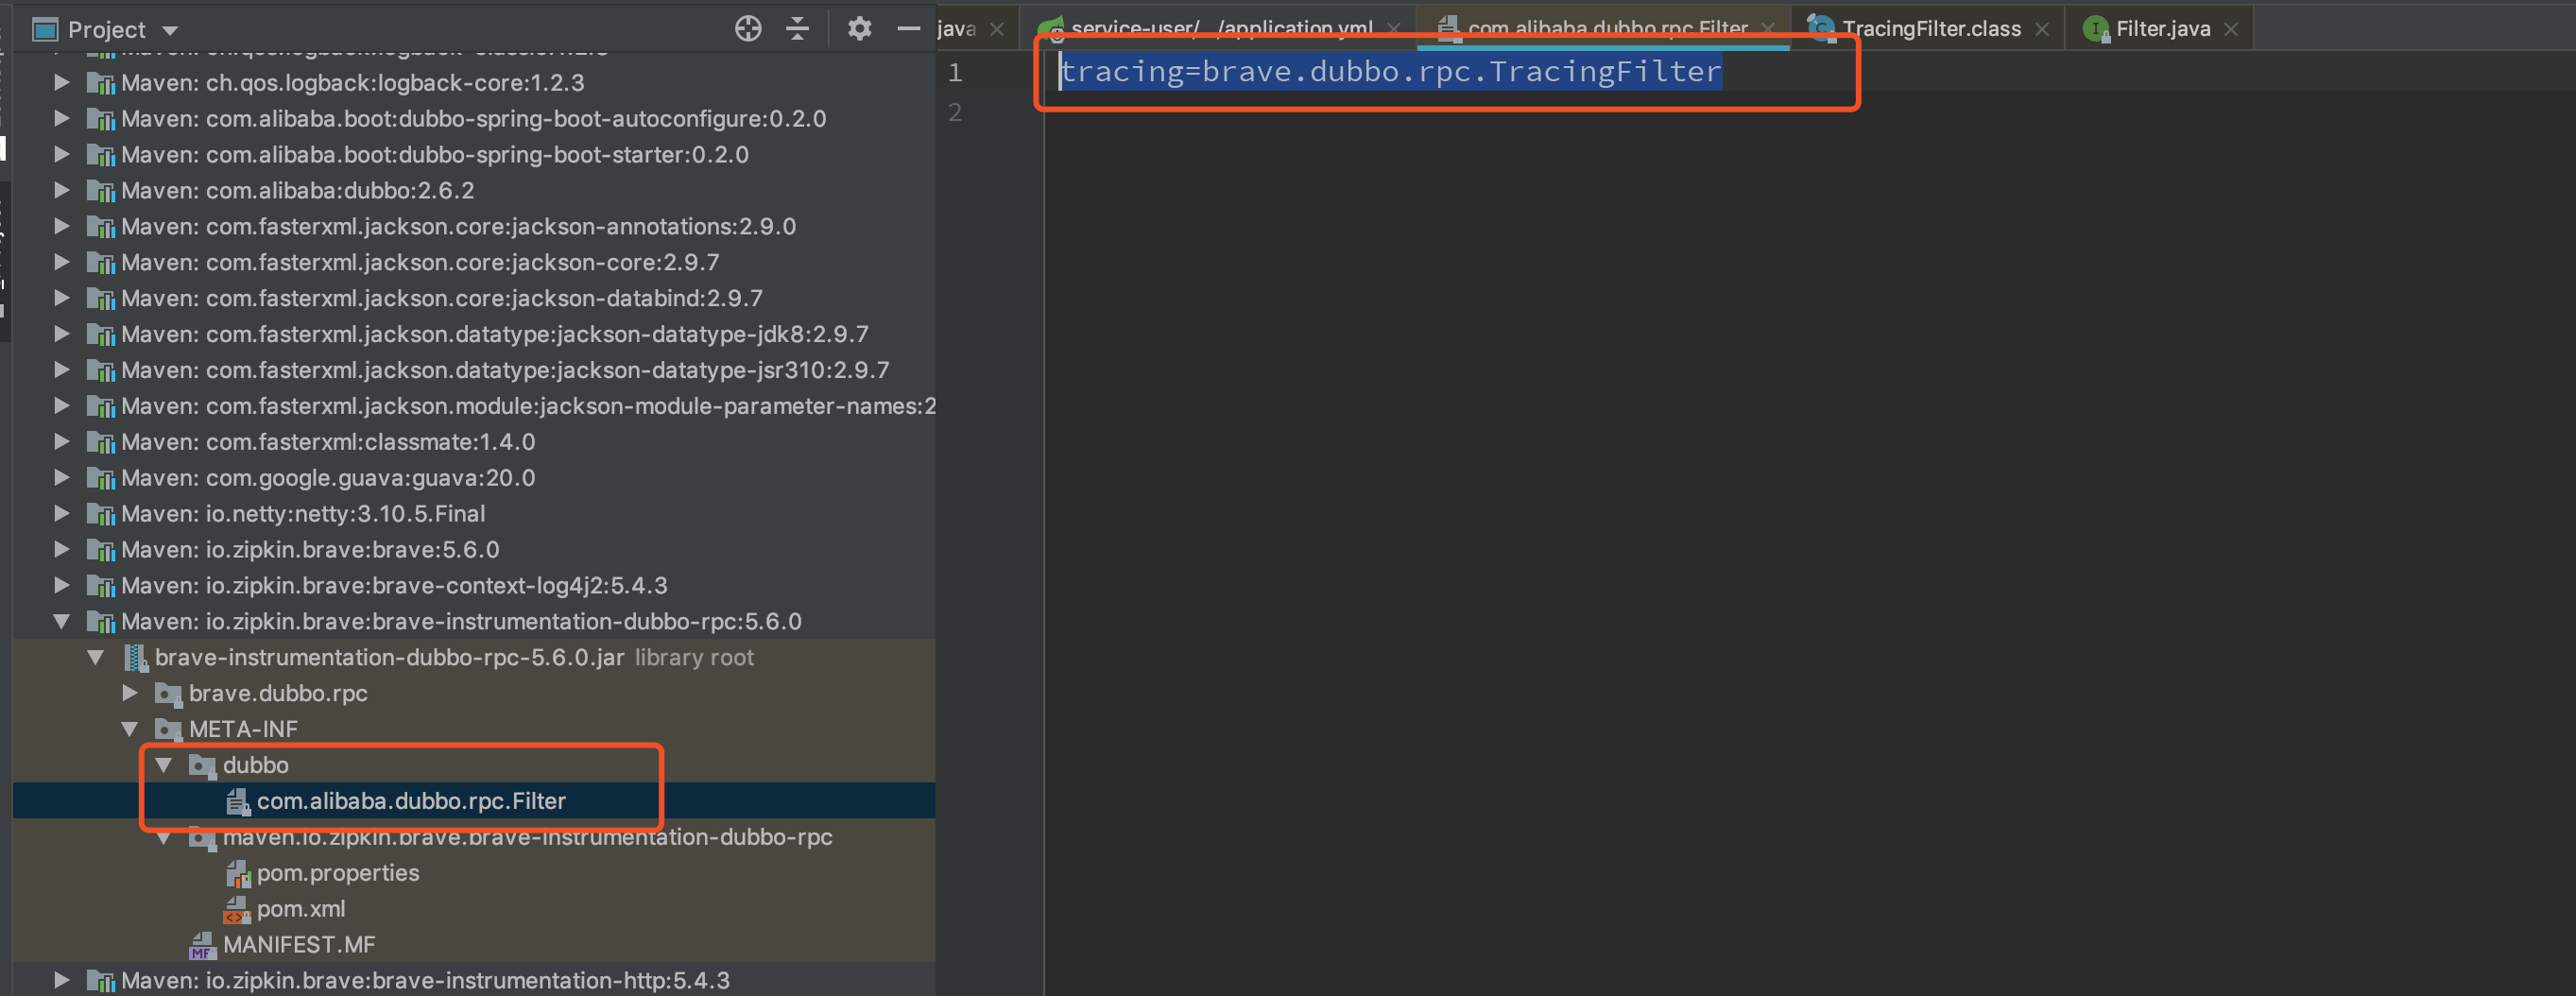 Project
Maven: ch.qos.logback:logback-core:1.2.3
Maven: com.alibaba.boot:dubbo-spring-boot-autoconfigure:0.2.0
Maven: com.alibaba.boot:dubbo-spring-boot-starter:0.2.0
Maven: com.alibaba:dubbo:2.6.2
Maven: com.fasterxml.jackson.core:jackson-annotations:2.9.0
Maven: com.fasterxml.jackson.core:jackson-core:2.9.7
Maven: com.fasterxml.jackson.core:jackson-databind:2.9.7
Maven: com.fasterxml.jackson.datatype:jackson-datatype-jdk8:2.9.7
Maven: com.fasterxml.jackson.datatype:jackson-datatype-jsr310:2.9.7
Maven: com.fasterxml.jackson.module:jackson-module-parameter-names:2
Maven: com.fasterxml:classmate:1.4.0
Maven: com.google.guava:guava:20.0
Maven: io.netty:netty:3.10.5.Final
Maven: io.zipkin.brave:brave:5.6.0
Maven: io.zipkin.brave:brave-context-log4j2:5.4.3
Maven: io.zipkin.brave:brave-instrumentation-dubbo-rpc:5.6.0
brave-instrumentation-dubbo-rpc-5.6.0.jar library root
brave.dubbo.rpc
META-INF
dubbo
com.alibaba.dubbo.rpc.Filter
maven.io.zipkin.brave.brave-instrumentation-dubbo-rpc
pom.properties
pom.xml
MANIFEST.MF
Maven: io.zipkin.brave:brave-instrumentation-http:5.4.3
java
service-user/.../application.yml
com.alibaba.dubbo.rpc.Filter
TracingFilter.class
Filter.java
1 tracing=brave.dubbo.rpc.TracingFilter
2